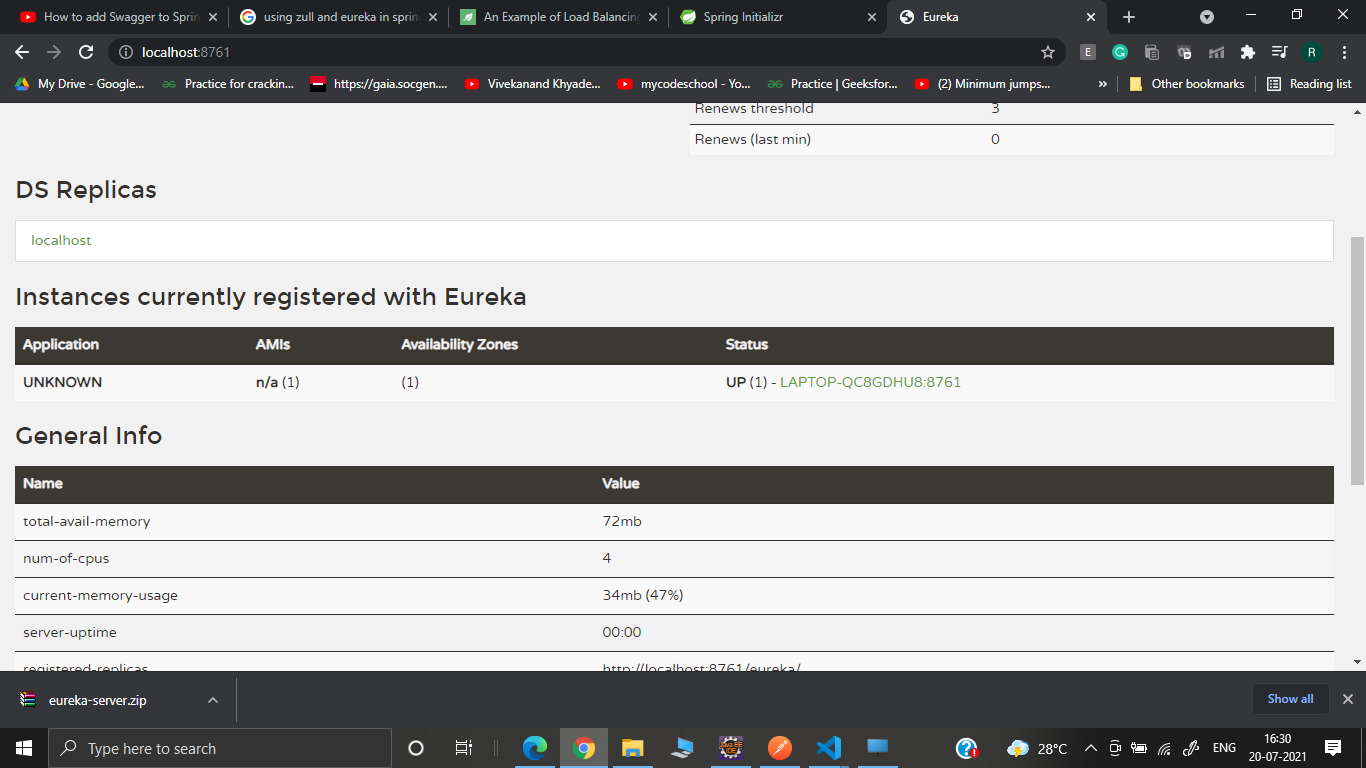 How to add Swagger to Sprin
using zull and eureka in sprin
An Example of Load Balancing
Spring Initializr
Eureka
localhost:8761
E
G
R
My Drive - Google...
Practice for crackin...
https://gaia.socgen....
Vivekanand Khyade...
mycodeschool - Yo...
Practice | Geeksfor...
(2) Minimum jumps...
»
Other bookmarks
Reading list
Renews threshold 3
Renews (last min) 0
DS Replicas
localhost
Instances currently registered with Eureka
Application AMIs Availability Zones Status
UNKNOWN n/a (1) (1) UP (1) - LAPTOP-QC8GDHU8:8761
General Info
Name Value
total-avail-memory 72mb
num-of-cpus 4
current-memory-usage 34mb (47%)
server-uptime 00:00
registered-replicas http://localhost:8761/eureka/
eureka-server.zip
Show all
Type here to search
28°C
ENG
16:30
20-07-2021